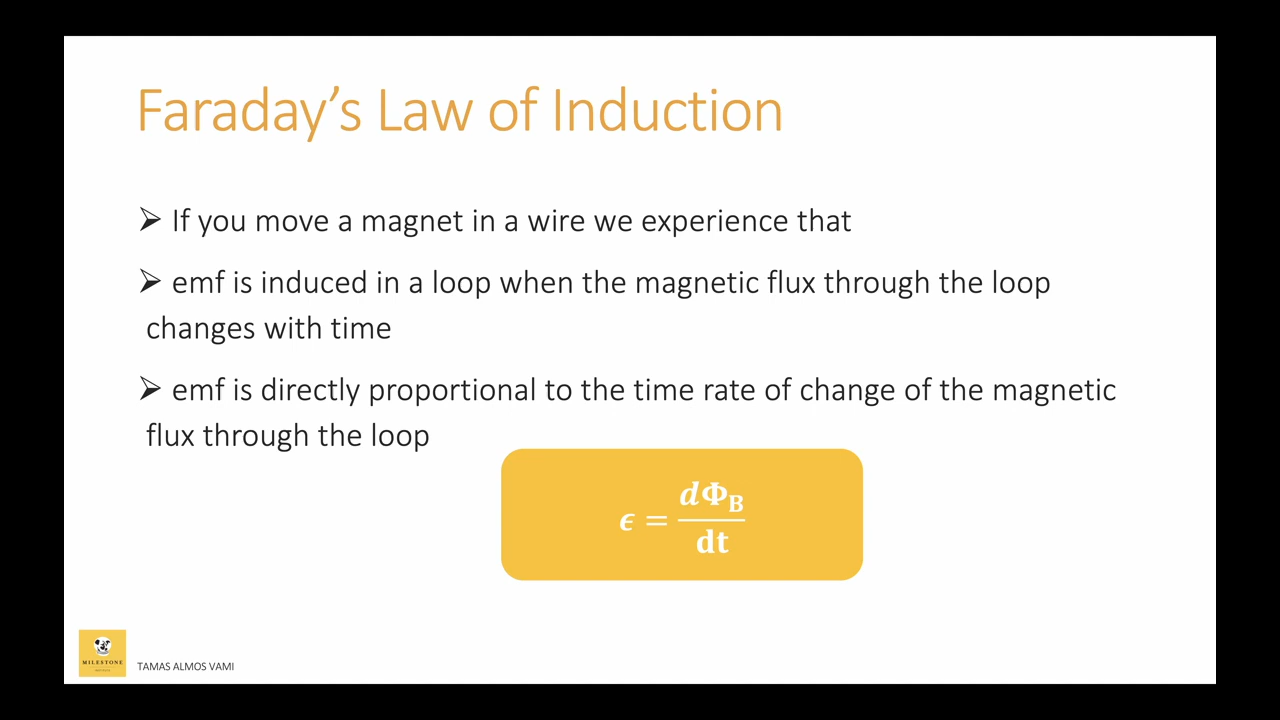 Faraday's Law of Induction
➢ If you move a magnet in a wire we experience that
➢ emf is induced in a loop when the magnetic flux through the loop
changes with time
➢ emf is directly proportional to the time rate of change of the magnetic
flux through the loop
ϵ = dΦ_B/dt
MILESTONE
TAMAS ALMOS VAMI